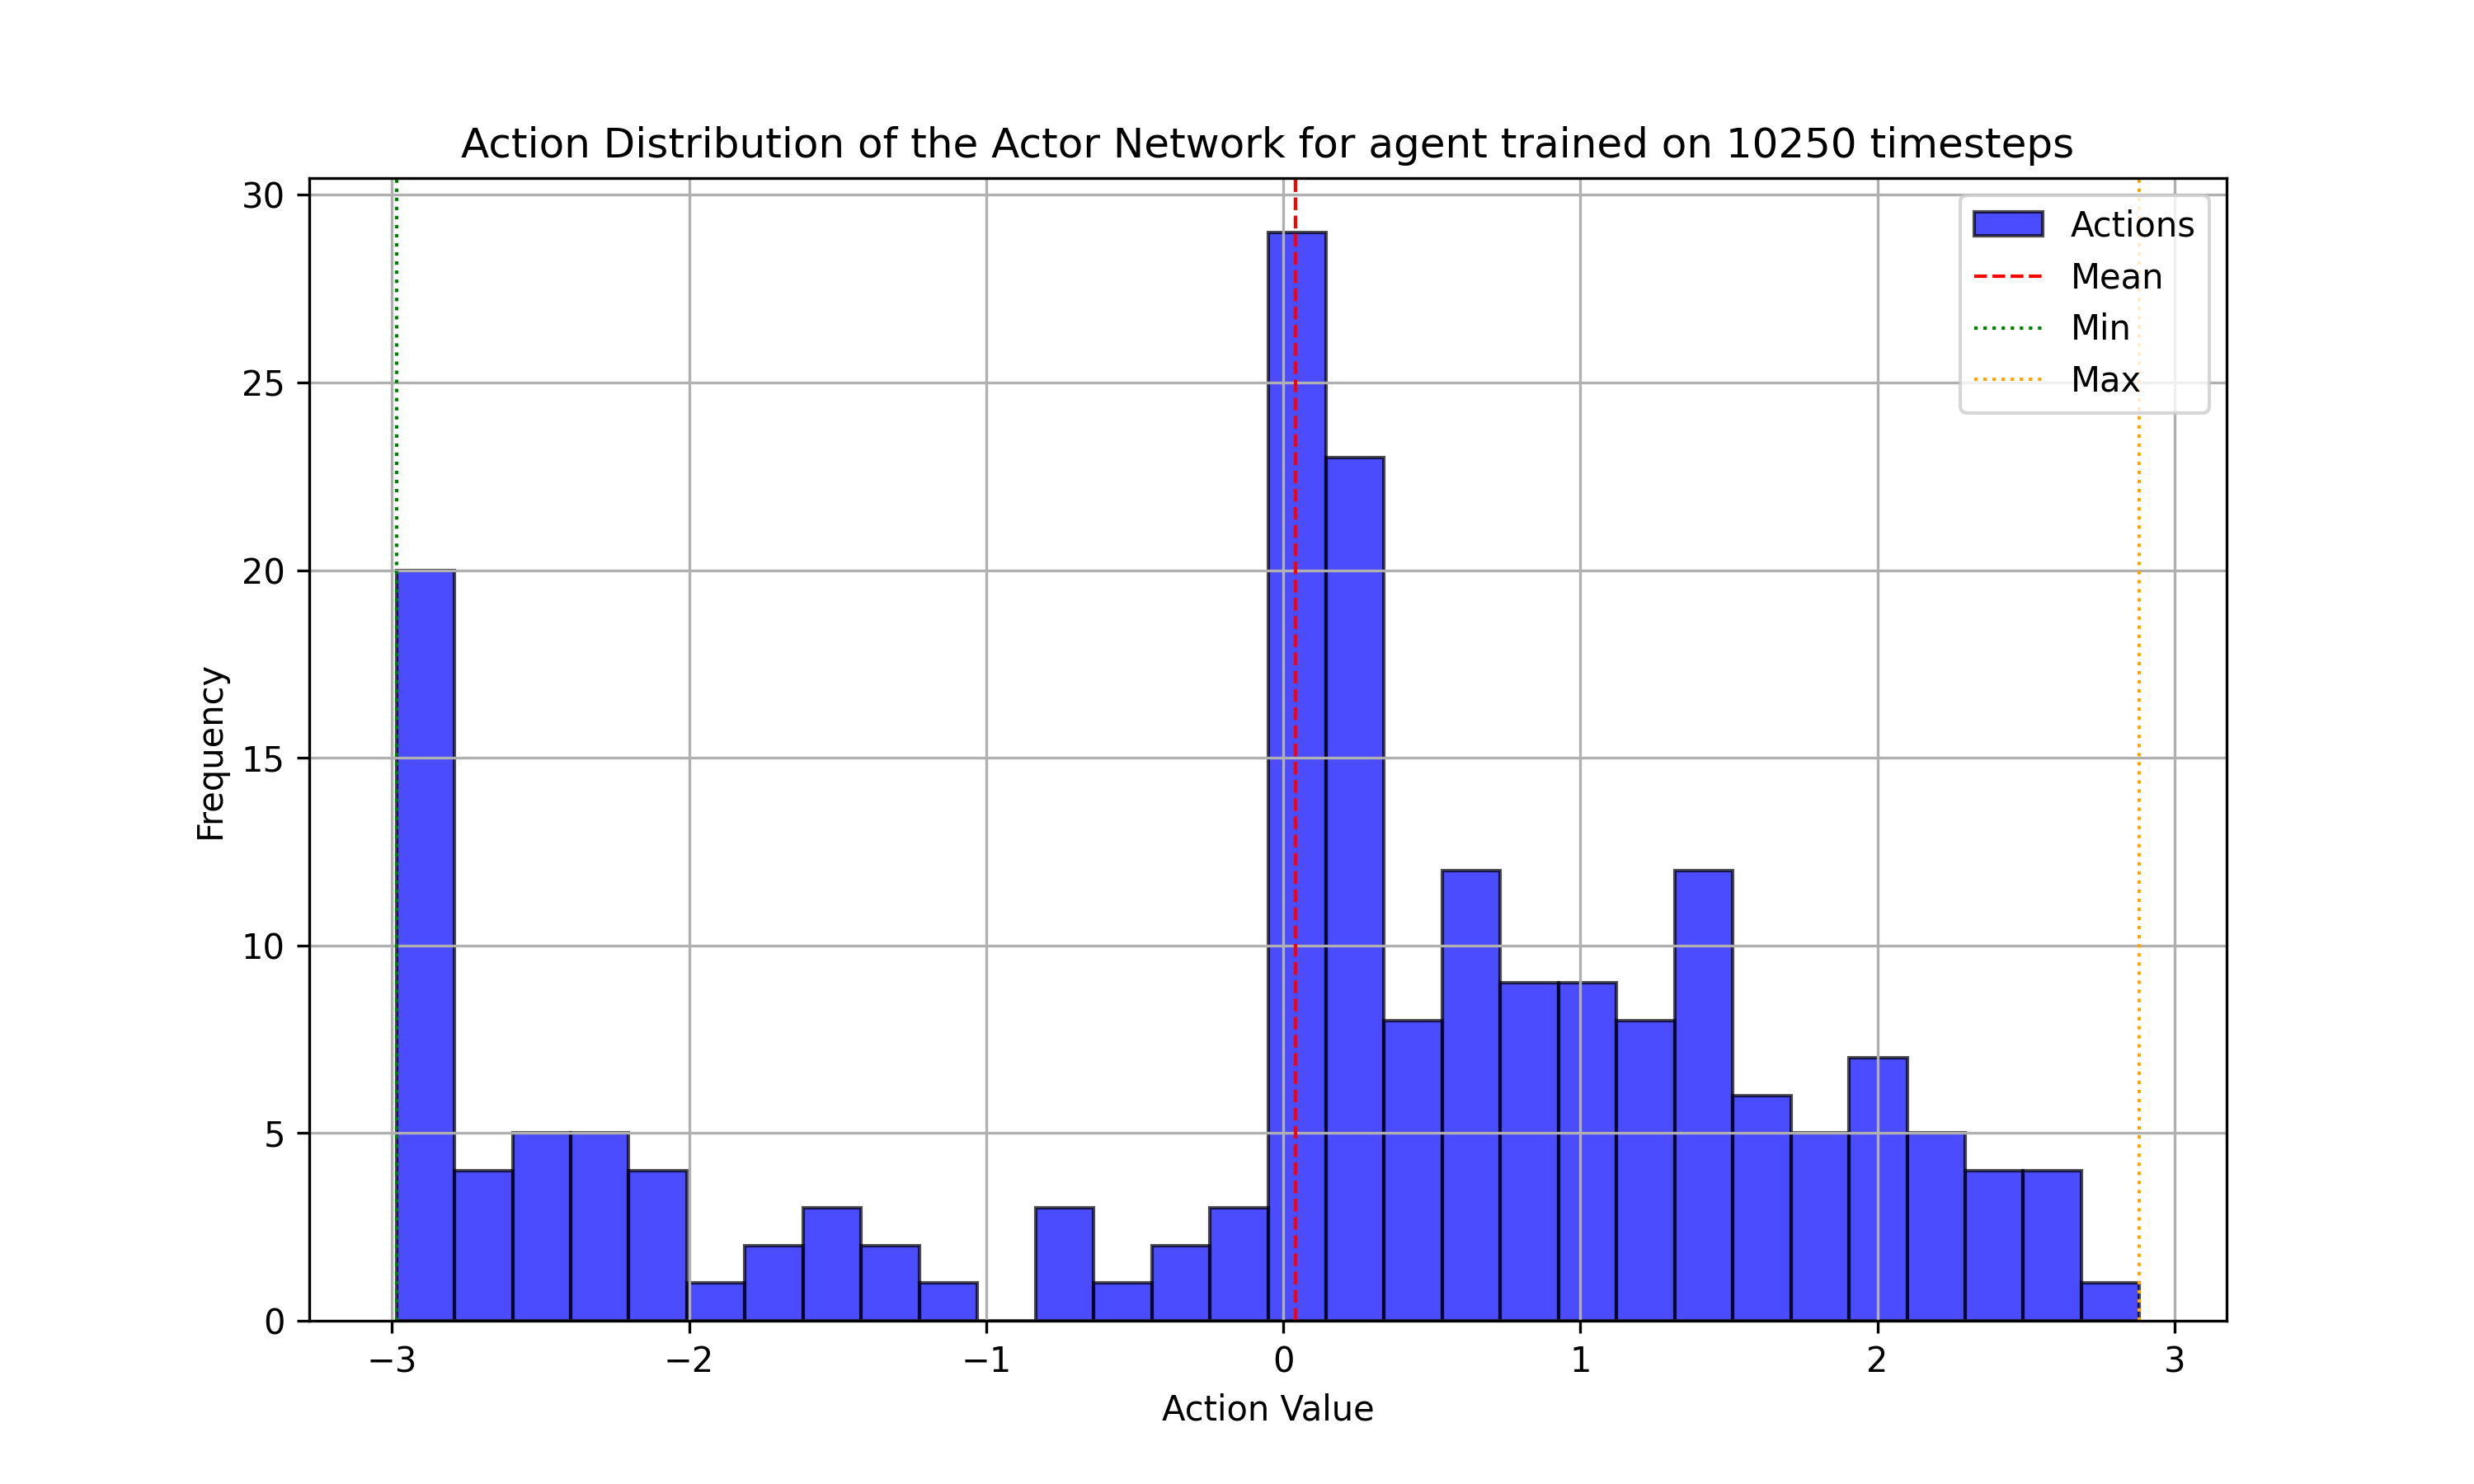 Action Distribution of the Actor Network for agent trained on 10250 timesteps
30
25
20
15
10
5
0
Frequency
Actions
Mean
Min
Max
−3 −2 −1 0 1 2 3
Action Value